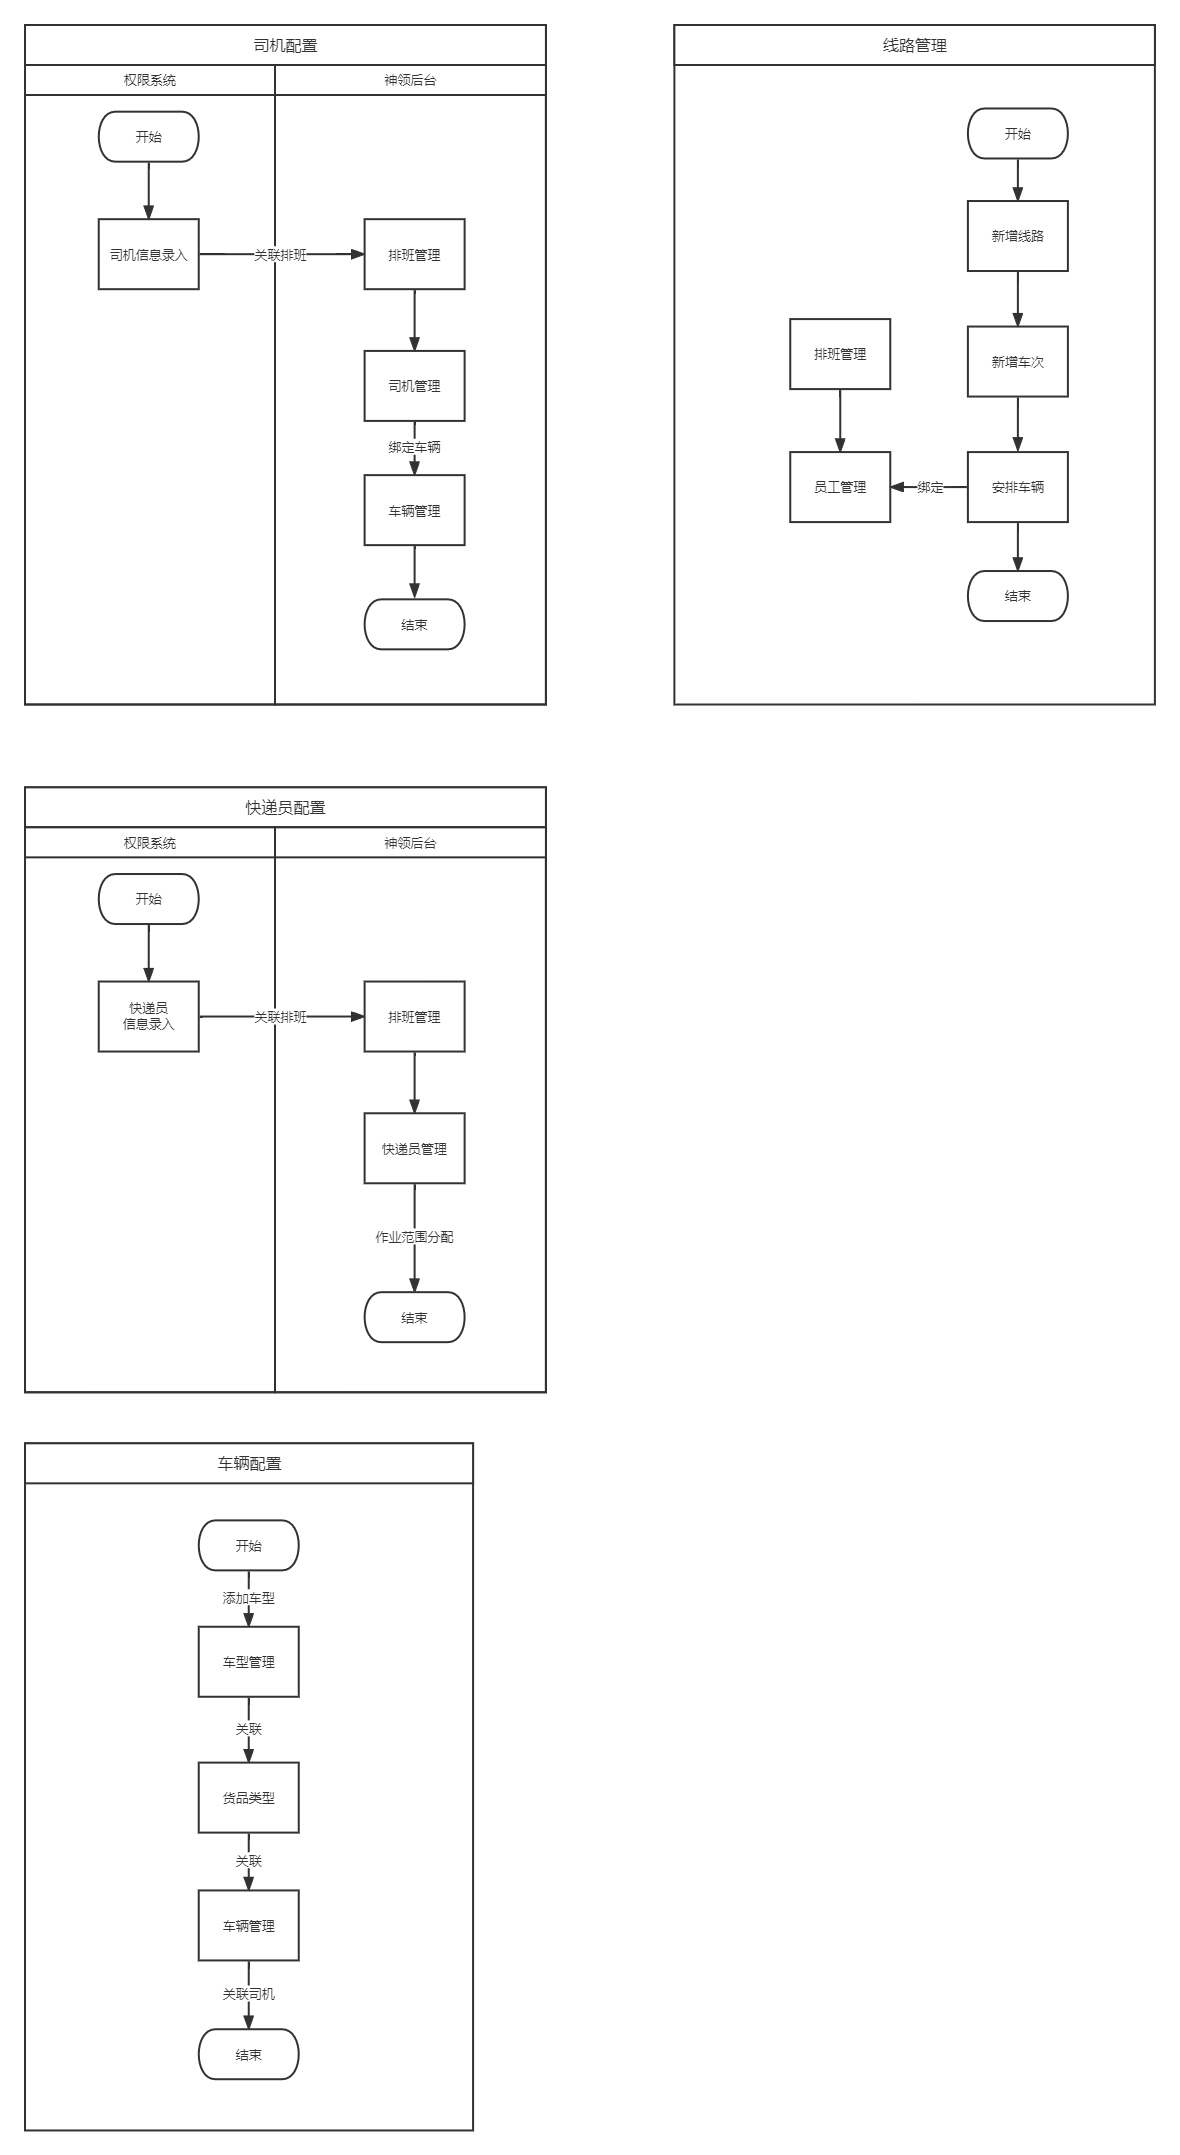 司机配置
权限系统
神领后台
开始
司机信息录入
关联排班
排班管理
司机管理
绑定车辆
车辆管理
结束
线路管理
开始
新增线路
新增车次
排班管理
员工管理
绑定
安排车辆
结束
快递员配置
权限系统
神领后台
开始
快递员
信息录入
关联排班
排班管理
快递员管理
作业范围分配
结束
车辆配置
开始
添加车型
车型管理
关联
货品类型
关联
车辆管理
关联司机
结束